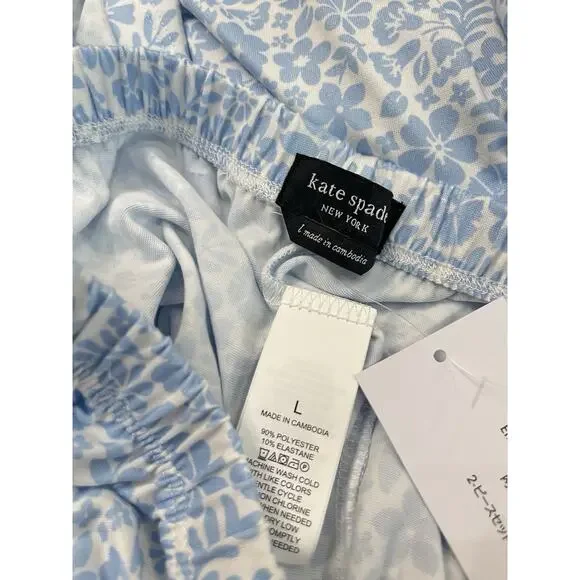 kate spad
NEW YORK
l made in cambodia
L
MADE IN CAMBODIA
90% POLYESTER
10% ELASTANE
MACHINE WASH COLD
WITH LIKE COLORS
GENTLE CYCLE
NON CHLORINE
WHEN NEEDED
DRY LOW
PROMPTLY
NEEDED
2-ピースセット